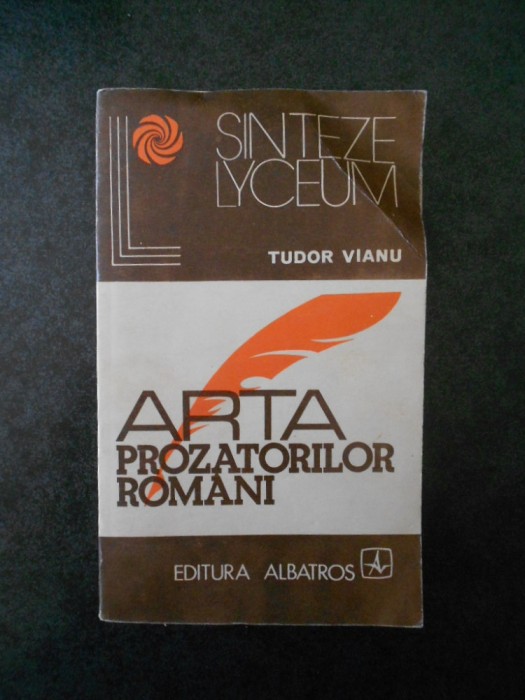 SINTEZE
LYCEUM
TUDOR VIANU
ARTA
PROZATORILOR
ROMÂNI
EDITURA ALBATROS